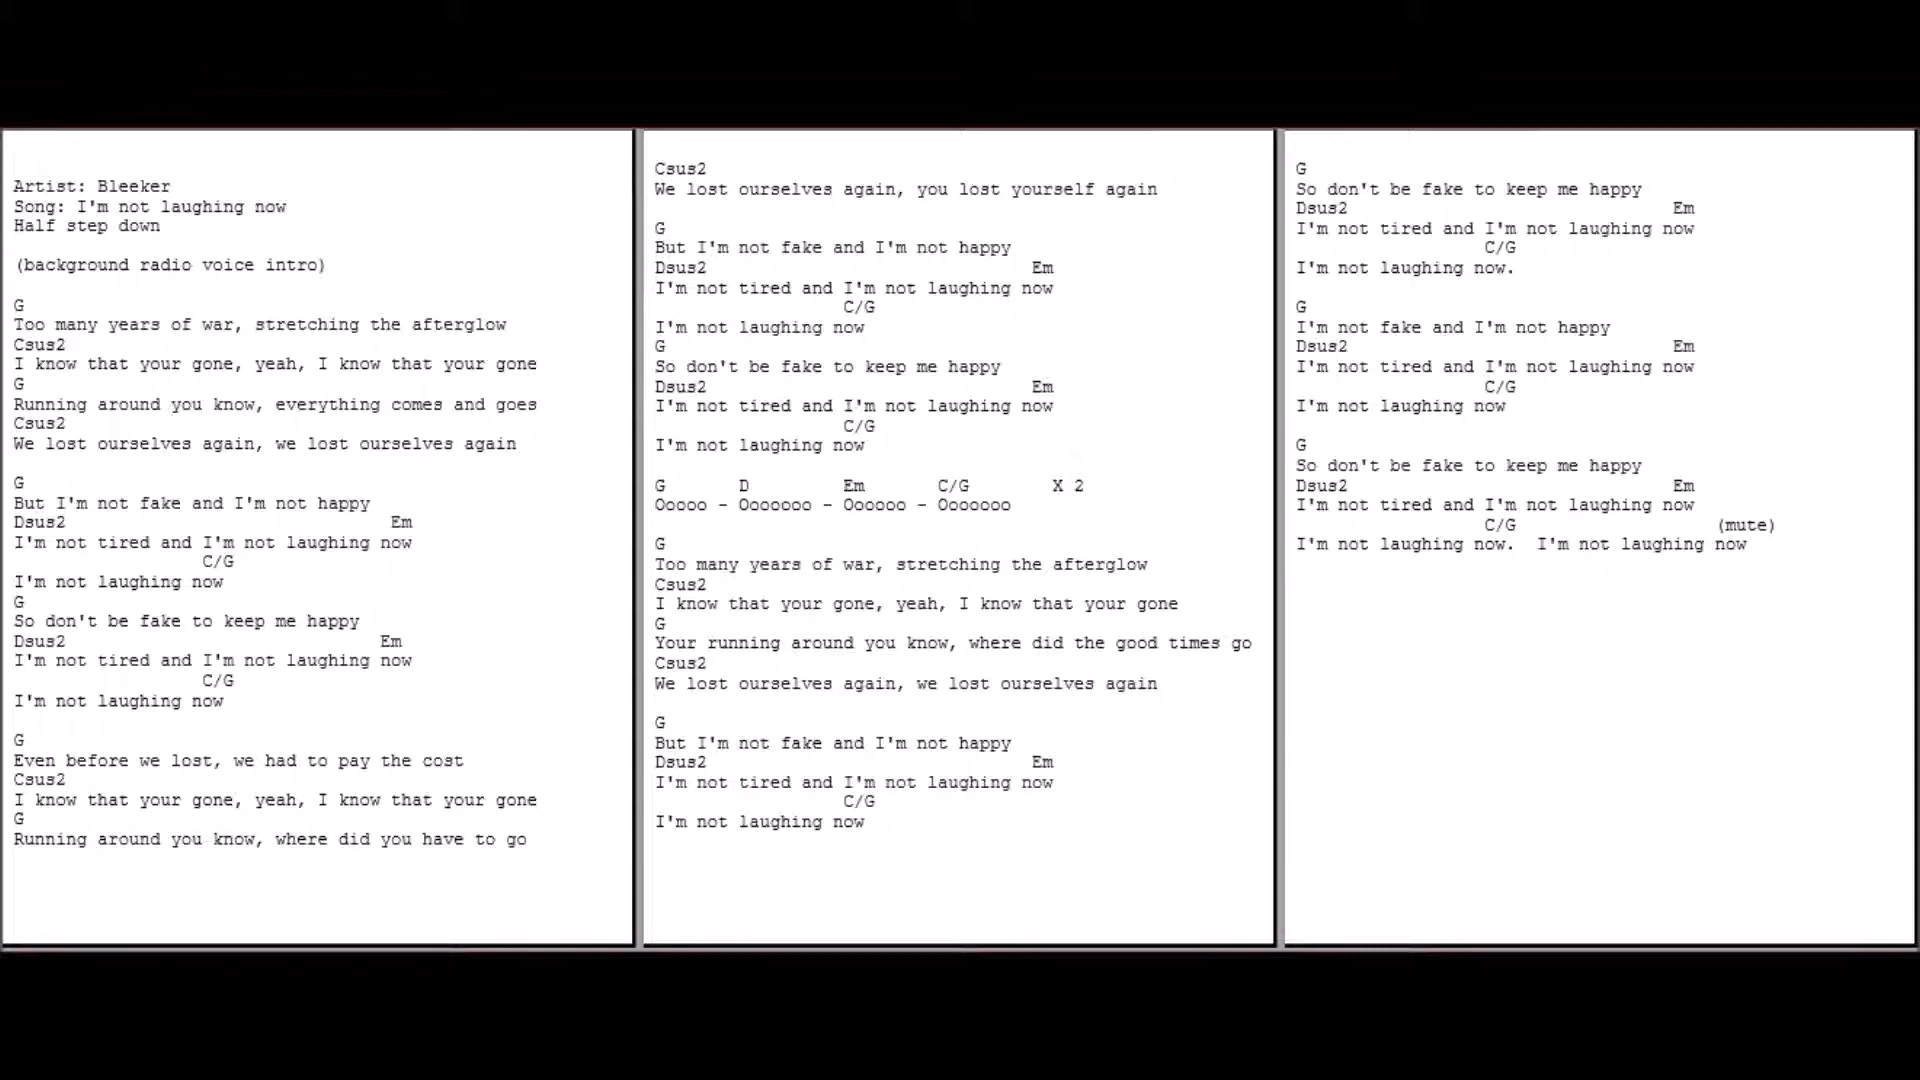 Artist: Bleeker
Song: I'm not laughing now
Half step down
(background radio voice intro)
G
Too many years of war, stretching the afterglow
Csus2
I know that your gone, yeah, I know that your gone
G
Running around you know, everything comes and goes
Csus2
We lost ourselves again, we lost ourselves again
G
But I'm not fake and I'm not happy
Dsus2 Em
I'm not tired and I'm not laughing now
C/G
I'm not laughing now
G
So don't be fake to keep me happy
Dsus2 Em
I'm not tired and I'm not laughing now
C/G
I'm not laughing now
G
Even before we lost, we had to pay the cost
Csus2
I know that your gone, yeah, I know that your gone
G
Running around you know, where did you have to go
Csus2
We lost ourselves again, you lost yourself again
G
But I'm not fake and I'm not happy
Dsus2 Em
I'm not tired and I'm not laughing now
C/G
I'm not laughing now
G
So don't be fake to keep me happy
Dsus2 Em
I'm not tired and I'm not laughing now
C/G
I'm not laughing now
G D Em C/G X 2
Ooooo - Ooooooo - Oooooo - Ooooooo
G
Too many years of war, stretching the afterglow
Csus2
I know that your gone, yeah, I know that your gone
G
Your running around you know, where did the good times go
Csus2
We lost ourselves again, we lost ourselves again
G
But I'm not fake and I'm not happy
Dsus2 Em
I'm not tired and I'm not laughing now
C/G
I'm not laughing now
G
So don't be fake to keep me happy
Dsus2 Em
I'm not tired and I'm not laughing now
C/G
I'm not laughing now.
G
I'm not fake and I'm not happy
Dsus2 Em
I'm not tired and I'm not laughing now
C/G
I'm not laughing now
G
So don't be fake to keep me happy
Dsus2 Em
I'm not tired and I'm not laughing now
C/G (mute)
I'm not laughing now. I'm not laughing now